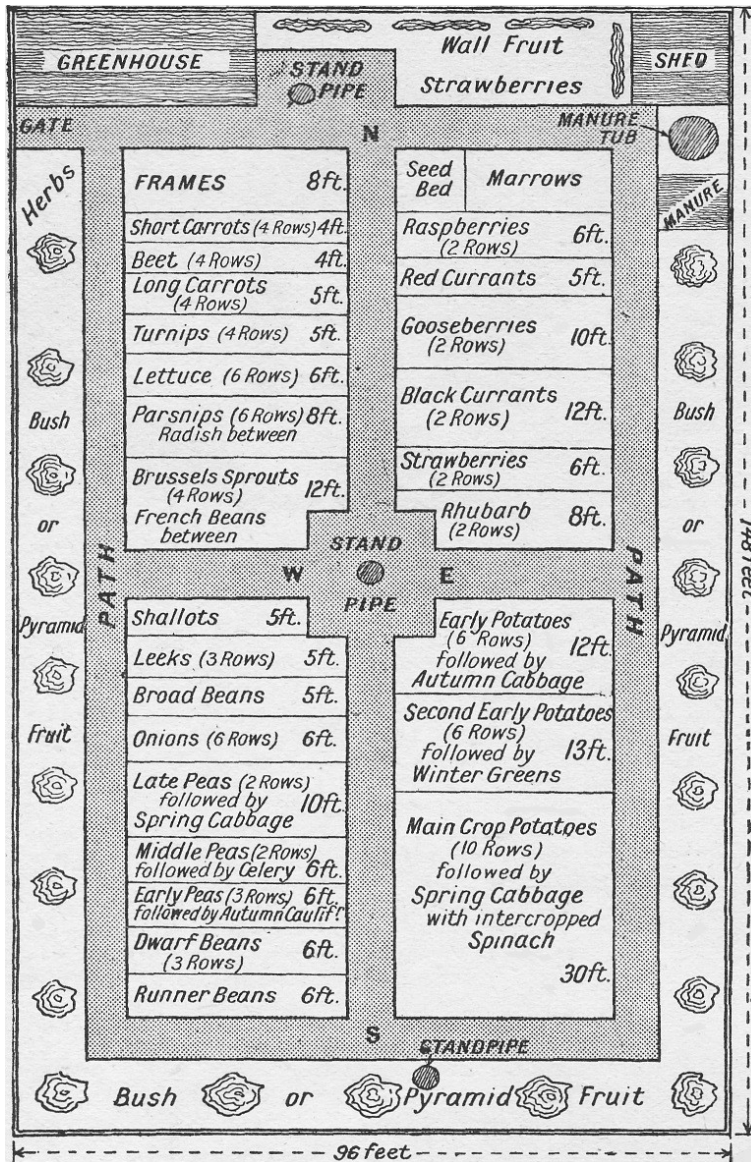 GREENHOUSE
STAND
PIPE
Wall Fruit
Strawberries
SHED
GATE
N
MANURE
TUB
MANURE
Herbs
FRAMES 8ft.
Short Carrots (4 Rows) 4ft.
Beet (4 Rows) 4ft.
Long Carrots
(4 Rows) 5ft.
Turnips (4 Rows) 5ft.
Lettuce (6 Rows) 6ft.
Parsnips (6 Rows) 8ft.
Radish between
Brussels Sprouts
(4 Rows) 12ft.
French Beans
between
Seed
Bed
Marrows
Raspberries
(2 Rows) 6ft.
Red Currants 5ft.
Gooseberries
(2 Rows) 10ft.
Black Currants
(2 Rows) 12ft.
Strawberries
(2 Rows) 6ft.
Rhubarb
(2 Rows) 8ft.
Bush
or
Pyramid
Fruit
PATH
W
STAND
PIPE
E
PATH
Bush
or
Pyramid
Fruit
Shallots 5ft.
Leeks (3 Rows) 5ft.
Broad Beans 5ft.
Onions (6 Rows) 6ft.
Late Peas (2 Rows)
followed by 10ft.
Spring Cabbage
Middle Peas (2 Rows)
followed by Celery 6ft.
Early Peas (3 Rows) 6ft.
followed by Autumn Caulifr.
Dwarf Beans
(3 Rows) 6ft.
Runner Beans 6ft.
Early Potatoes
(6 Rows) 12ft.
followed by
Autumn Cabbage
Second Early Potatoes
(6 Rows)
followed by 13ft.
Winter Greens
Main Crop Potatoes
(10 Rows)
followed by
Spring Cabbage
with intercropped
Spinach
30ft.
S
STANDPIPE
Bush or Pyramid Fruit
96 feet
feet